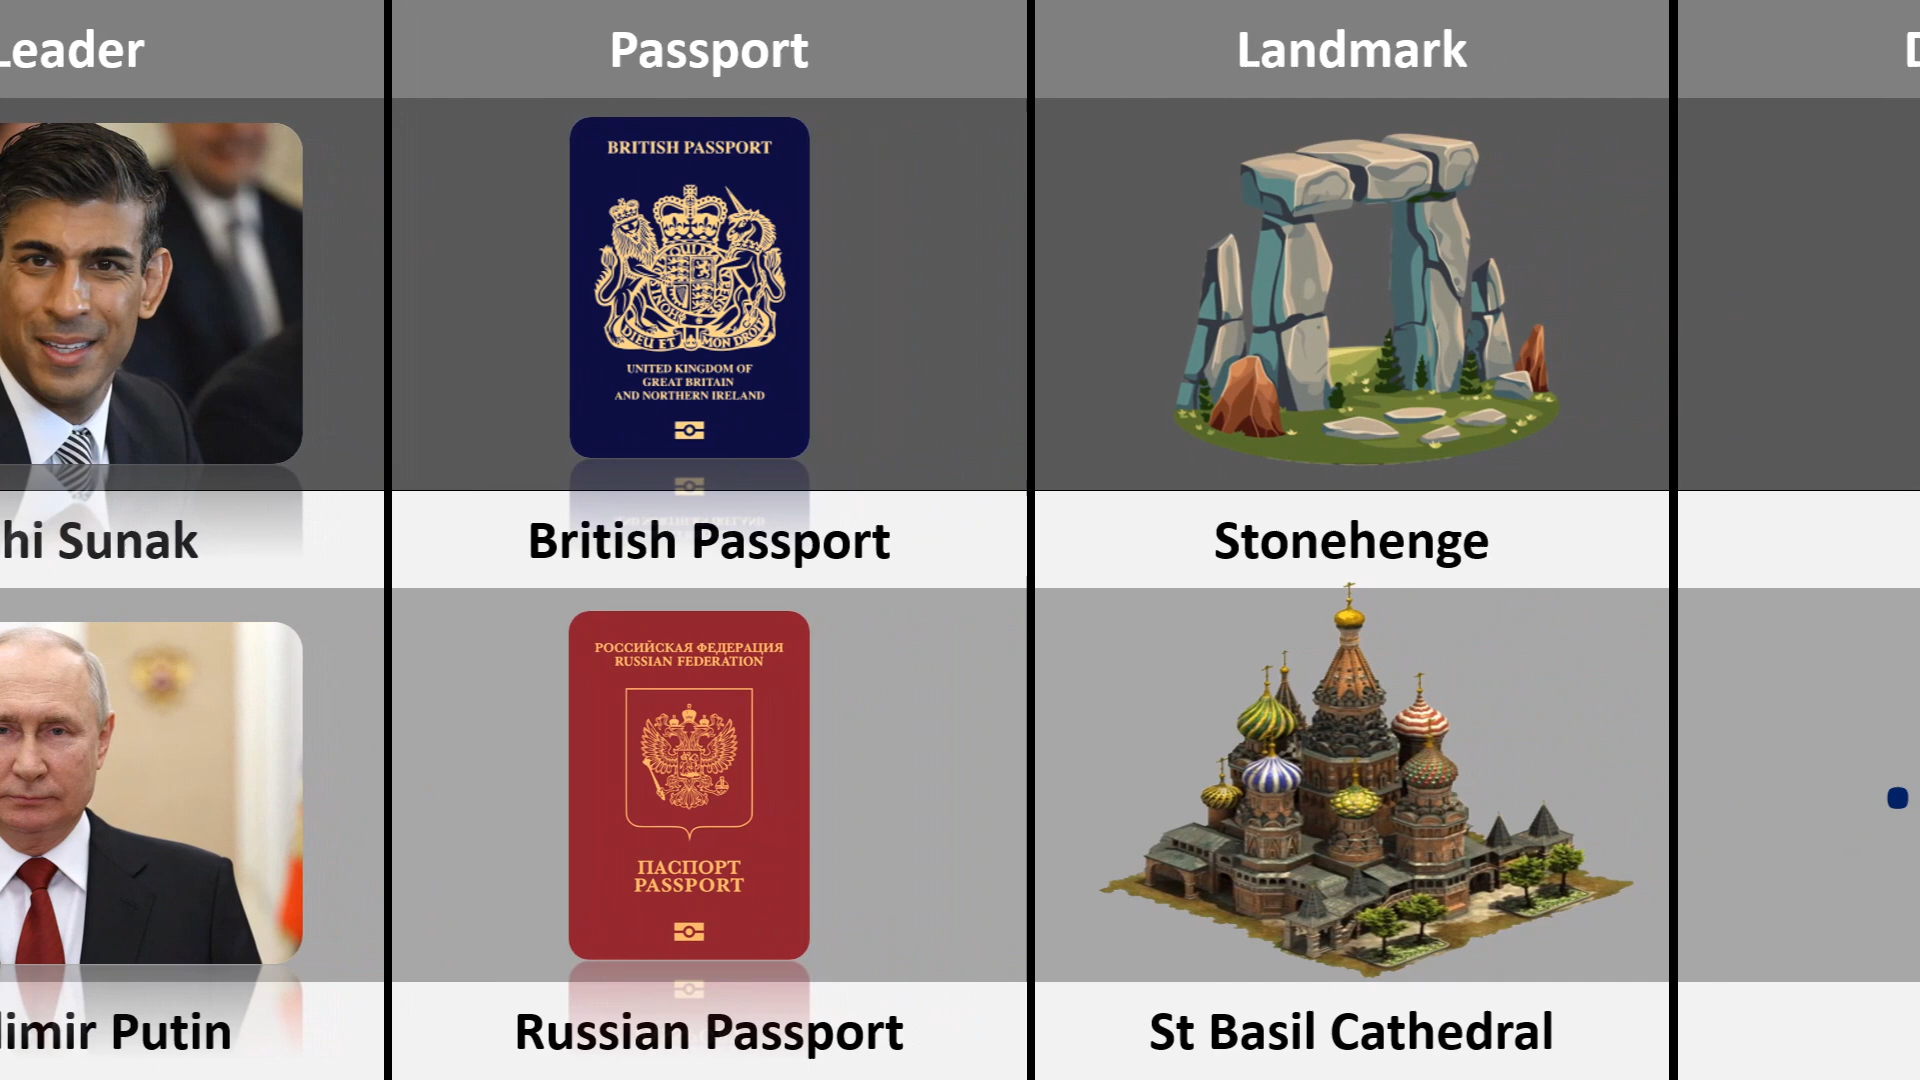 Leader
Passport
Landmark
BRITISH PASSPORT
DIEU ET MON DROIT
UNITED KINGDOM OF
GREAT BRITAIN
AND NORTHERN IRELAND
hi Sunak
British Passport
Stonehenge
РОССИЙСКАЯ ФЕДЕРАЦИЯ
RUSSIAN FEDERATION
ПАСПОРТ
PASSPORT
limir Putin
Russian Passport
St Basil Cathedral